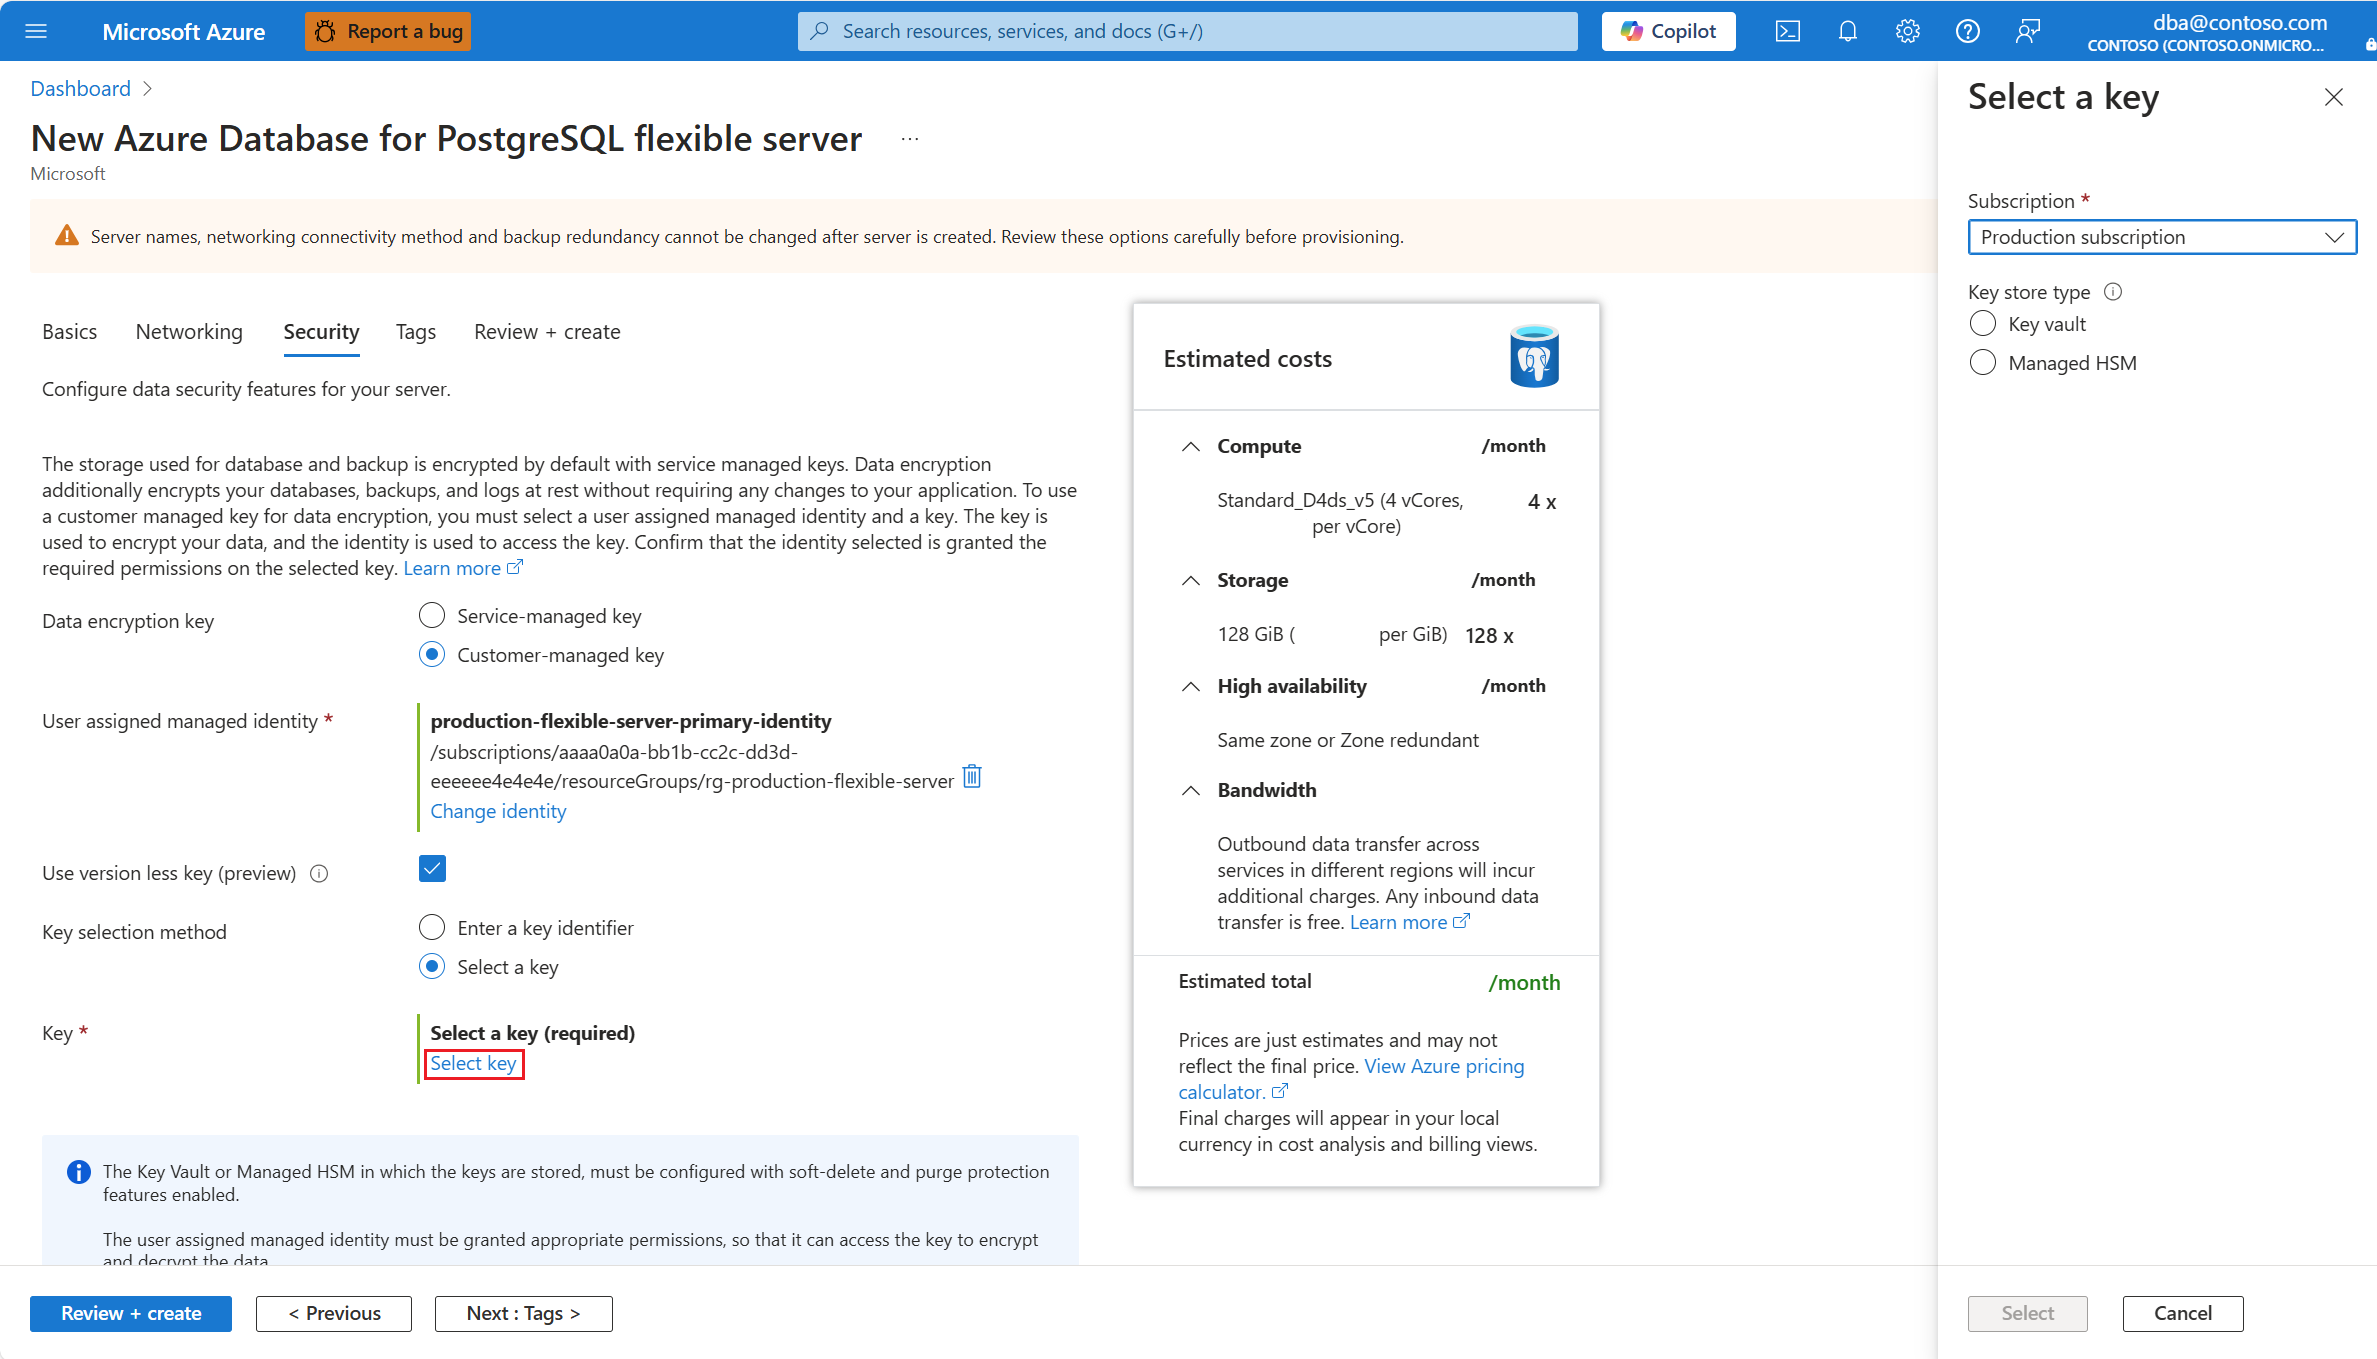 Microsoft Azure
Report a bug
Search resources, services, and docs (G+/)
Copilot
dba@contoso.com
CONTOSO (CONTOSO.ONMICRO...
Dashboard
New Azure Database for PostgreSQL flexible server ...
Microsoft
Server names, networking connectivity method and backup redundancy cannot be changed after server is created. Review these options carefully before provisioning.
Basics
Networking
Security
Tags
Review + create
Configure data security features for your server.
The storage used for database and backup is encrypted by default with service managed keys. Data encryption
additionally encrypts your databases, backups, and logs at rest without requiring any changes to your application. To use
a customer managed key for data encryption, you must select a user assigned managed identity and a key. The key is
used to encrypt your data, and the identity is used to access the key. Confirm that the identity selected is granted the
required permissions on the selected key. Learn more
Data encryption key
Service-managed key
Customer-managed key
User assigned managed identity *
production-flexible-server-primary-identity
/subscriptions/aaaa0a0a-bb1b-cc2c-dd3d-
eeeeee4e4e4e/resourceGroups/rg-production-flexible-server
Change identity
Use version less key (preview)
Key selection method
Enter a key identifier
Select a key
Key *
Select a key (required)
Select key
The Key Vault or Managed HSM in which the keys are stored, must be configured with soft-delete and purge protection
features enabled.
The user assigned managed identity must be granted appropriate permissions, so that it can access the key to encrypt
and decrypt the data.
Review + create
< Previous
Next : Tags >
Estimated costs
Compute /month
Standard_D4ds_v5 (4 vCores, 4 x
per vCore)
Storage /month
128 GiB ( per GiB) 128 x
High availability /month
Same zone or Zone redundant
Bandwidth
Outbound data transfer across
services in different regions will incur
additional charges. Any inbound data
transfer is free. Learn more
Estimated total /month
Prices are just estimates and may not
reflect the final price. View Azure pricing
calculator.
Final charges will appear in your local
currency in cost analysis and billing views.
Select a key
Subscription *
Production subscription
Key store type
Key vault
Managed HSM
Select
Cancel